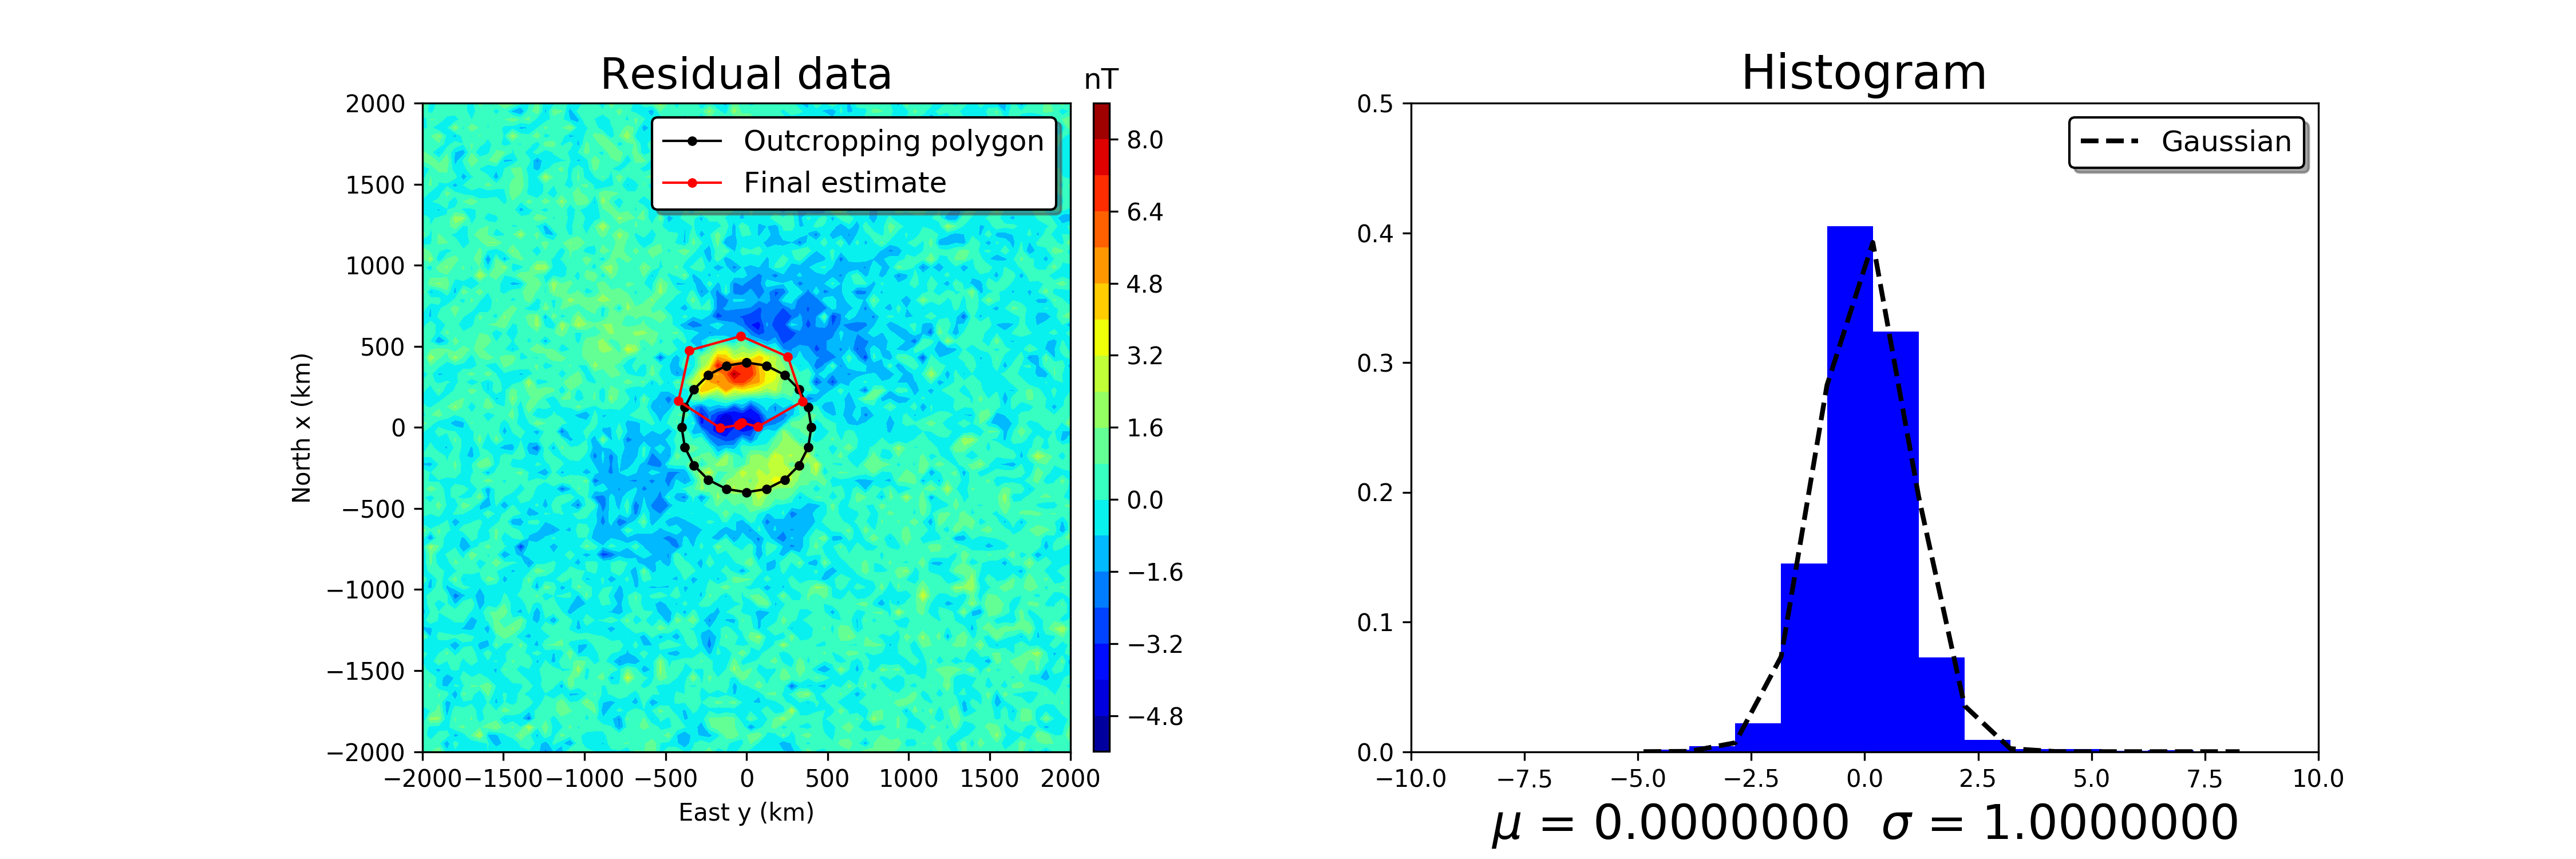 Residual data
nT
Outcropping polygon
Final estimate
2000
1500
1000
500
0
−500
−1000
−1500
−2000
North x (km)
−2000 −1500 −1000 −500 0 500 1000 1500 2000
East y (km)
8.0
6.4
4.8
3.2
1.6
0.0
−1.6
−3.2
−4.8
Histogram
Gaussian
0.5
0.4
0.3
0.2
0.1
0.0
−10.0 −7.5 −5.0 −2.5 0.0 2.5 5.0 7.5 10.0
μ = 0.0000000 σ = 1.0000000